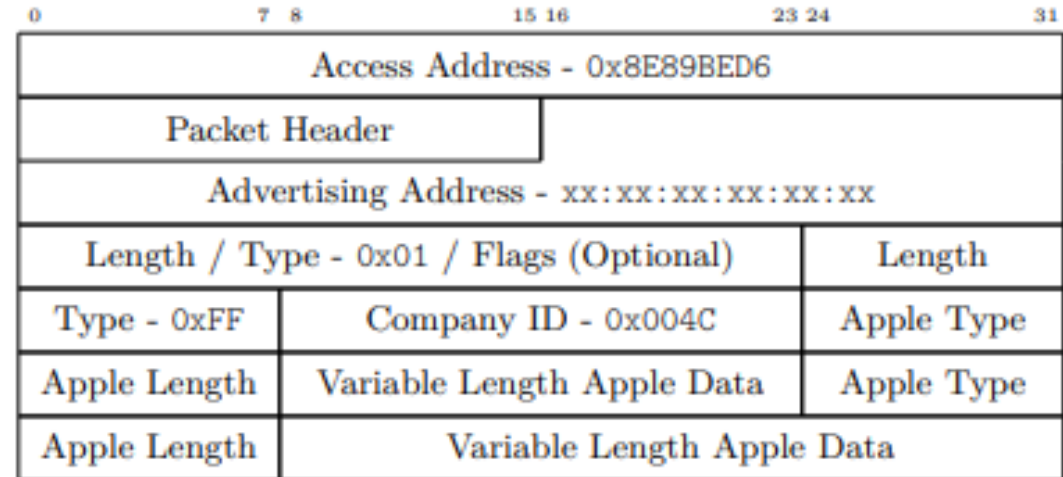 0 7 8 15 16 23 24 31
Access Address - 0x8E89BED6
Packet Header
Advertising Address - xx:xx:xx:xx:xx:xx
Length / Type - 0x01 / Flags (Optional) Length
Type - 0xFF Company ID - 0x004C Apple Type
Apple Length Variable Length Apple Data Apple Type
Apple Length Variable Length Apple Data